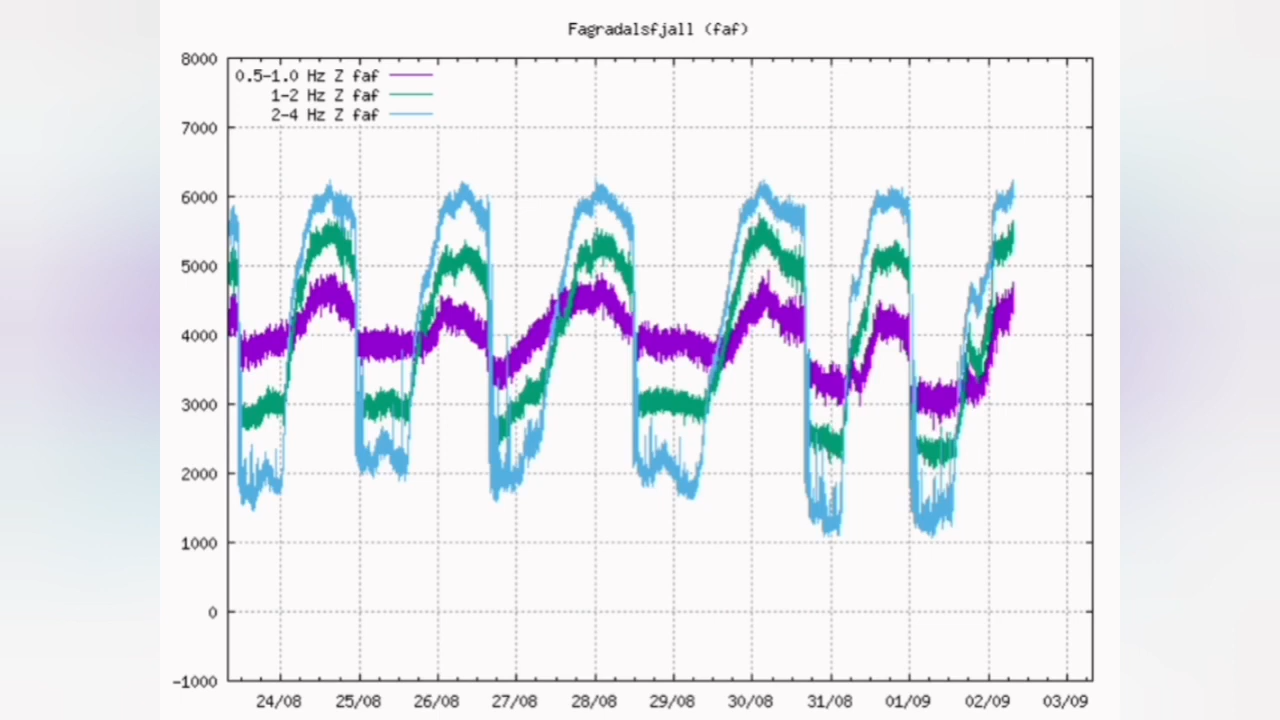 Fagradalsfjall (faf)
8000
0.5-1.0 Hz Z faf
1-2 Hz Z faf
2-4 Hz Z faf
7000
6000
5000
4000
3000
2000
1000
0
-1000
24/08 25/08 26/08 27/08 28/08 29/08 30/08 31/08 01/09 02/09 03/09